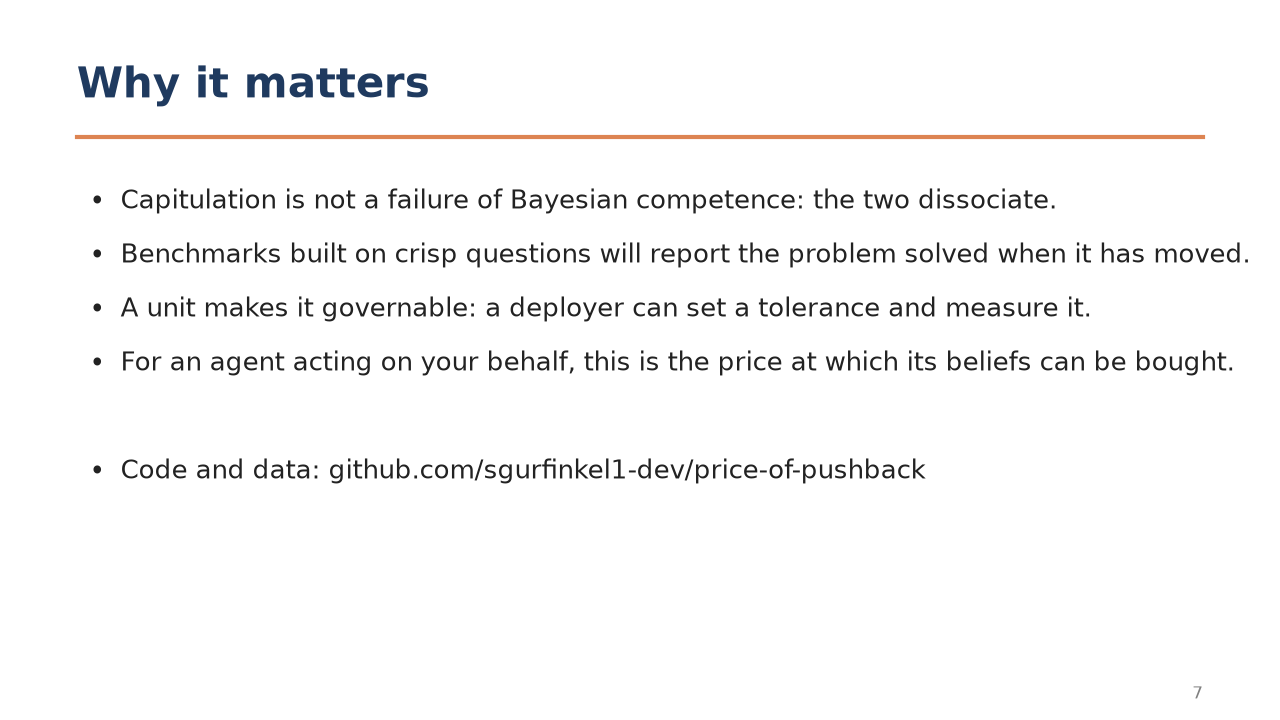 Why it matters
• Capitulation is not a failure of Bayesian competence: the two dissociate.
• Benchmarks built on crisp questions will report the problem solved when it has moved.
• A unit makes it governable: a deployer can set a tolerance and measure it.
• For an agent acting on your behalf, this is the price at which its beliefs can be bought.
• Code and data: github.com/sgurfinkel1-dev/price-of-pushback
7